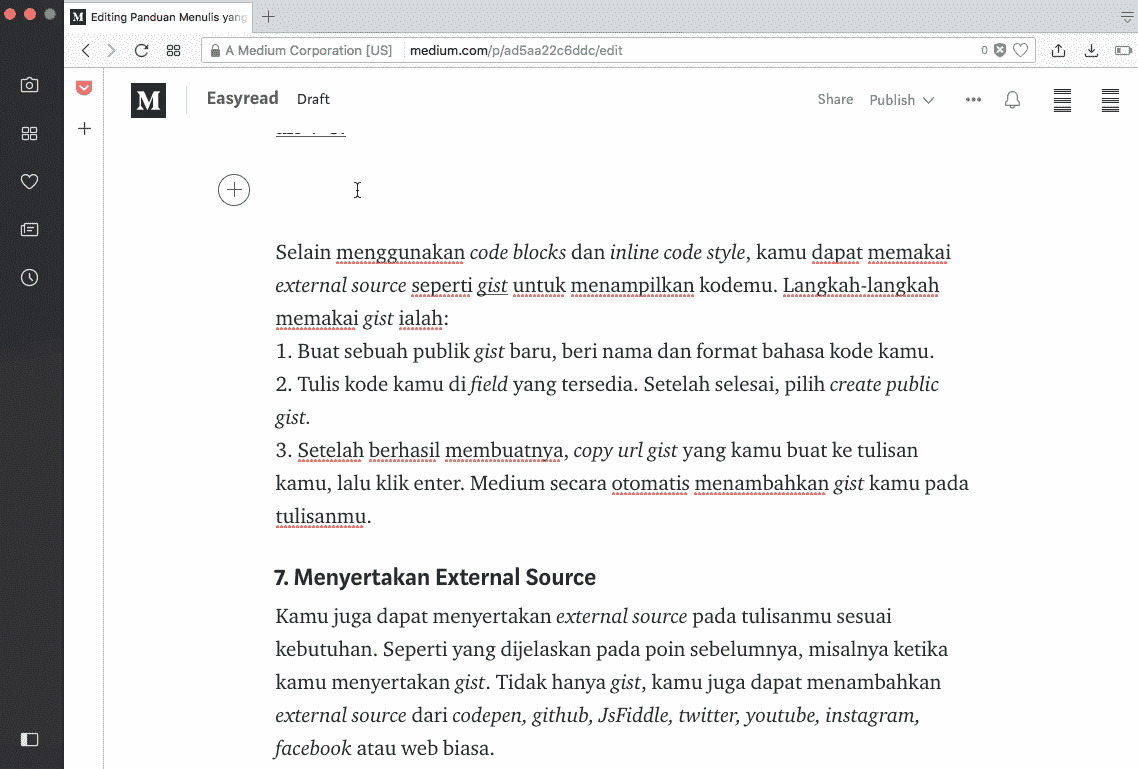 M Editing Panduan Menulis yang
A Medium Corporation [US] medium.com/p/ad5aa22c6ddc/edit 0
M Easyread Draft Share Publish
Selain menggunakan code blocks dan inline code style, kamu dapat memakai
external source seperti gist untuk menampilkan kodemu. Langkah-langkah
memakai gist ialah:
1. Buat sebuah publik gist baru, beri nama dan format bahasa kode kamu.
2. Tulis kode kamu di field yang tersedia. Setelah selesai, pilih create public
gist.
3. Setelah berhasil membuatnya, copy url gist yang kamu buat ke tulisan
kamu, lalu klik enter. Medium secara otomatis menambahkan gist kamu pada
tulisanmu.
7. Menyertakan External Source
Kamu juga dapat menyertakan external source pada tulisanmu sesuai
kebutuhan. Seperti yang dijelaskan pada poin sebelumnya, misalnya ketika
kamu menyertakan gist. Tidak hanya gist, kamu juga dapat menambahkan
external source dari codepen, github, JsFiddle, twitter, youtube, instagram,
facebook atau web biasa.